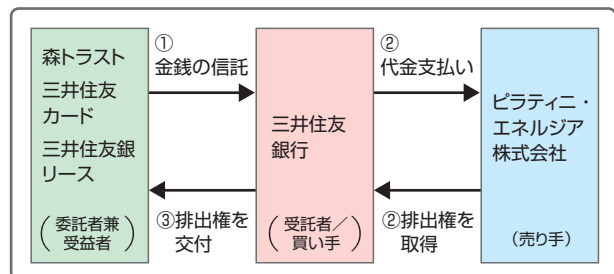 森トラスト
三井住友
カード
三井住友銀
リース
(委託者兼
受益者)
①
金銭の信託
③排出権を
交付
三井住友
銀行
(受託者／
買い手)
②
代金支払い
②排出権を
取得
ピラティニ・
エネルジア
株式会社
(売り手)